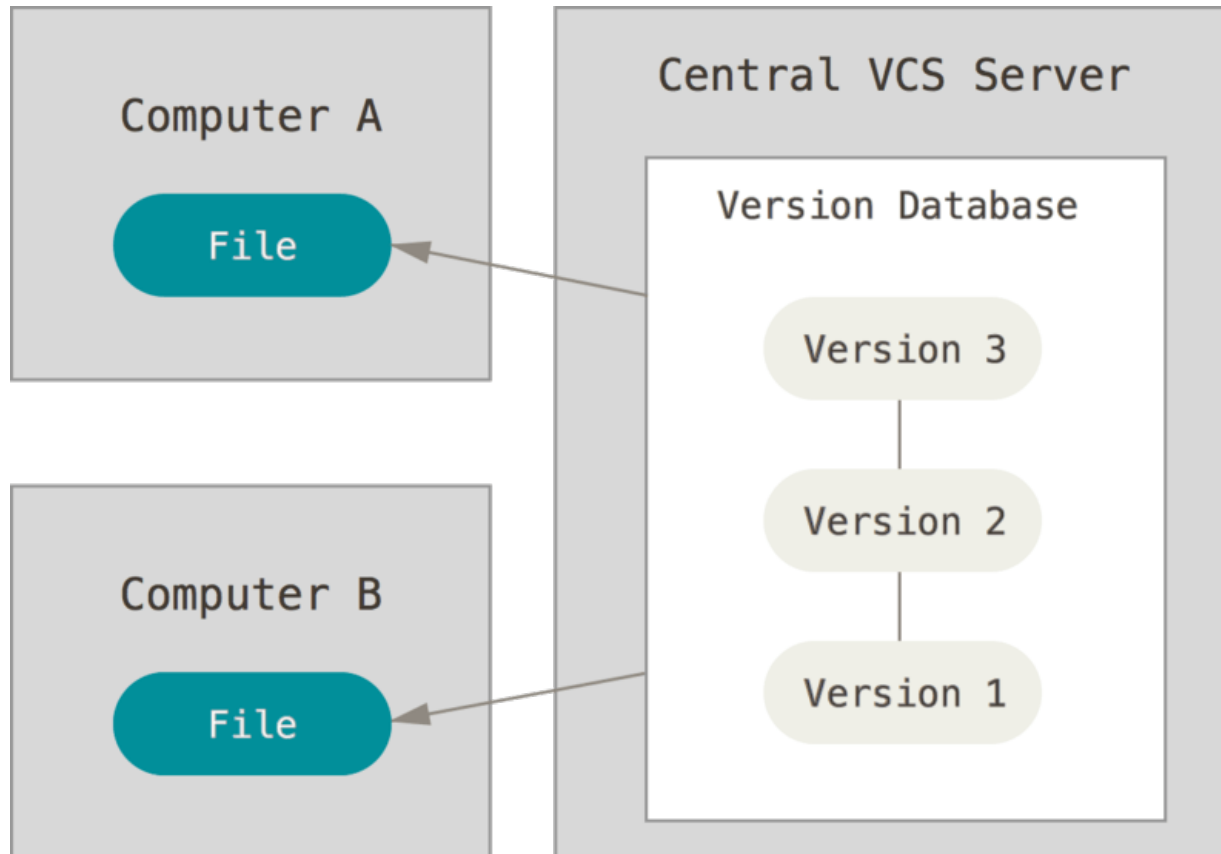 Computer A
File
Computer B
File
Central VCS Server
Version Database
Version 3
Version 2
Version 1